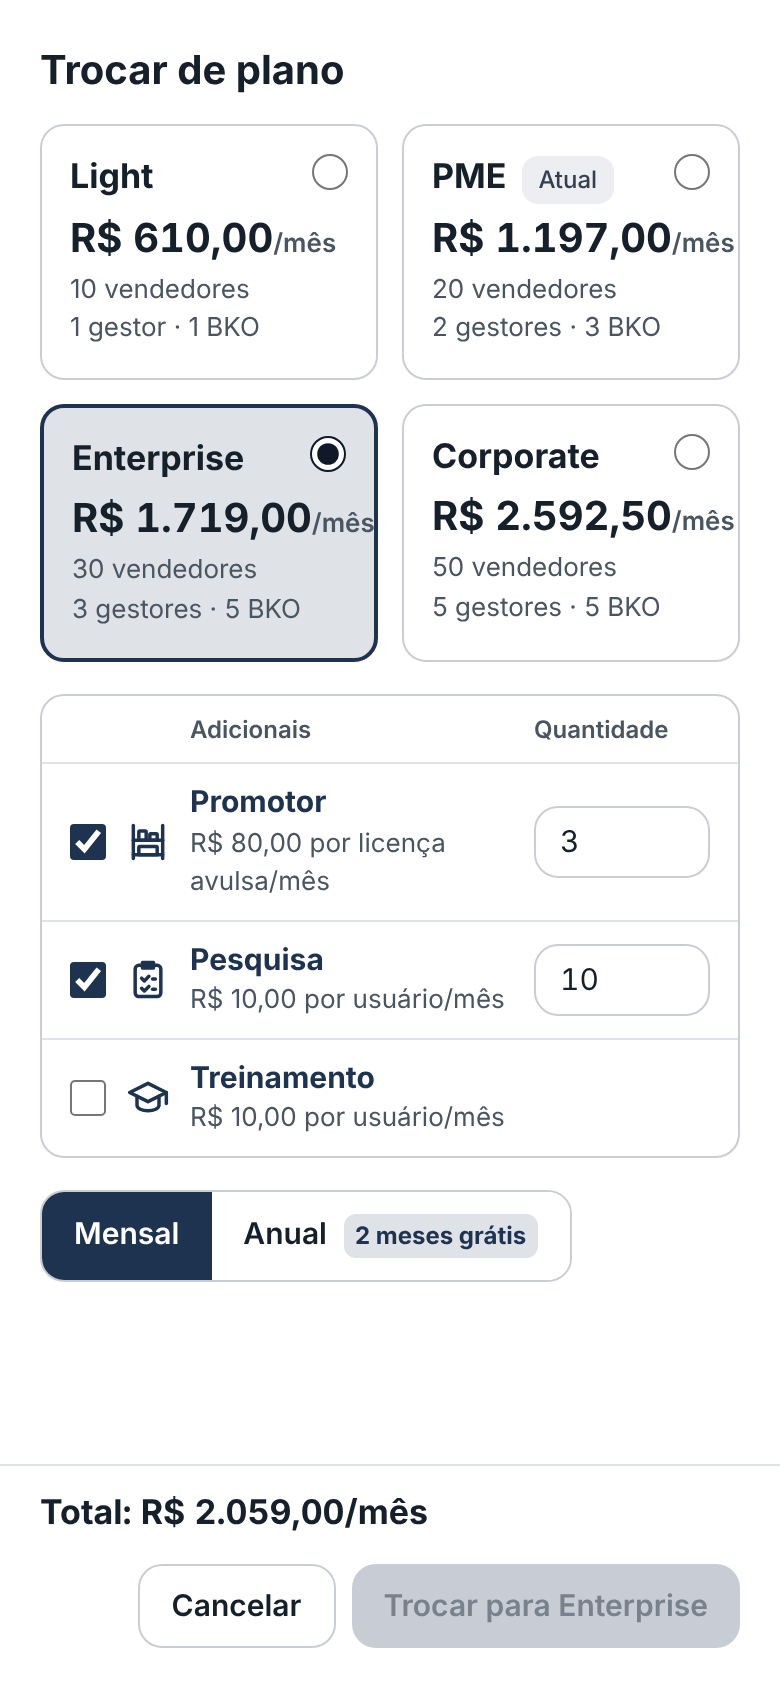 Trocar de plano
Light
R$ 610,00/mês
10 vendedores
1 gestor · 1 BKO
PME Atual
R$ 1.197,00/mês
20 vendedores
2 gestores · 3 BKO
Enterprise
R$ 1.719,00/mês
30 vendedores
3 gestores · 5 BKO
Corporate
R$ 2.592,50/mês
50 vendedores
5 gestores · 5 BKO
Adicionais Quantidade
Promotor
R$ 80,00 por licença
avulsa/mês
3
Pesquisa
R$ 10,00 por usuário/mês
10
Treinamento
R$ 10,00 por usuário/mês
Mensal Anual 2 meses grátis
Total: R$ 2.059,00/mês
Cancelar Trocar para Enterprise